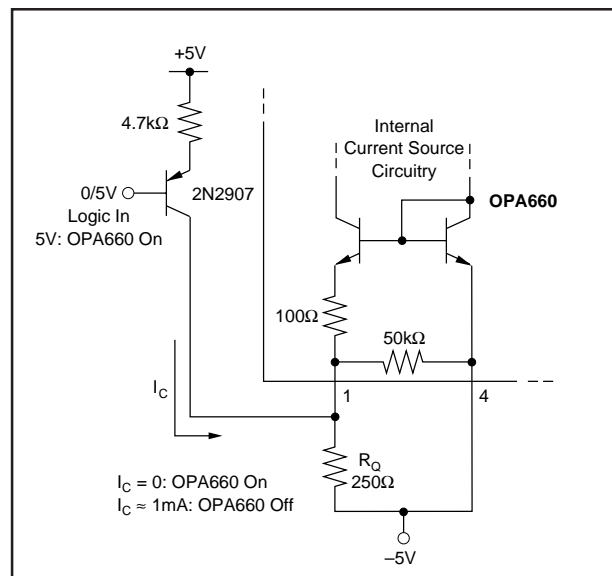 +5V
4.7kΩ
Internal
Current Source
Circuitry
0/5V
2N2907
OPA660
Logic In
5V: OPA660 On
100Ω
50kΩ
1
4
I_C
R_Q
250Ω
I_C = 0: OPA660 On
I_C ≈ 1mA: OPA660 Off
–5V